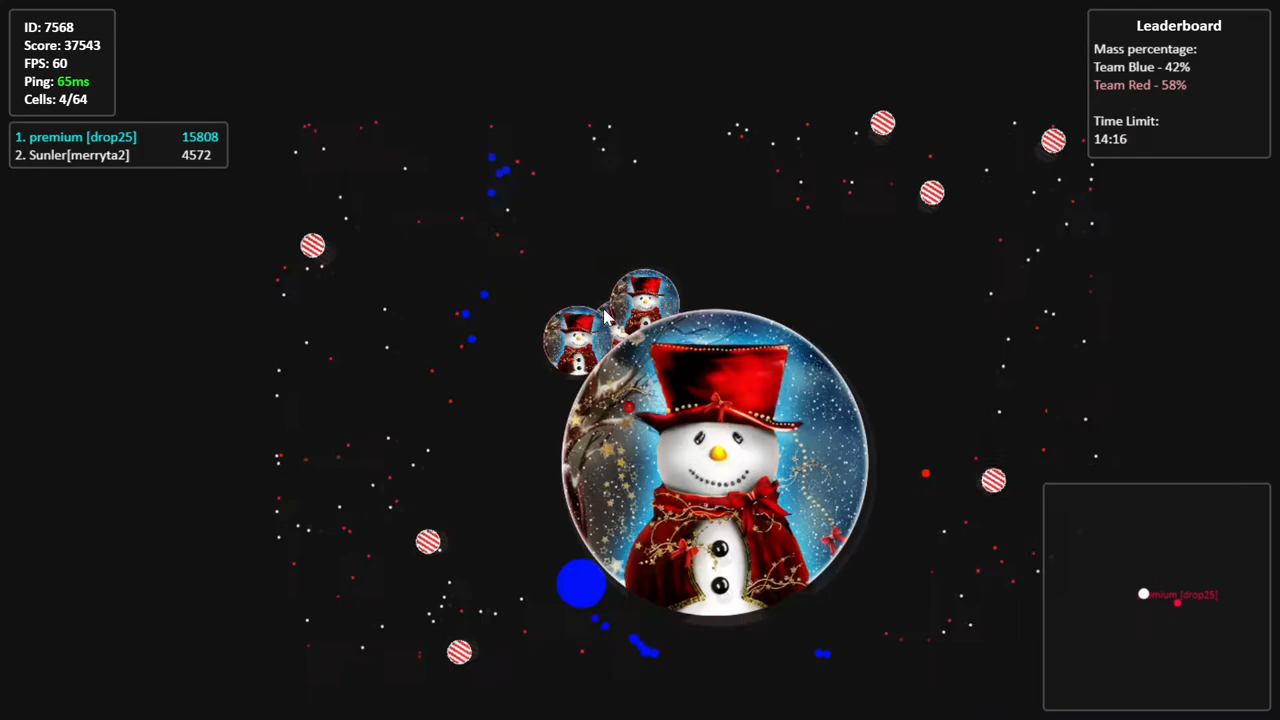 ID: 7568
Score: 37543
FPS: 60
Ping: 65ms
Cells: 4/64
1. premium [drop25] 15808
2. Sunler[merryta2] 4572
Leaderboard
Mass percentage:
Team Blue - 42%
Team Red - 58%
Time Limit:
14:16
[drop25]